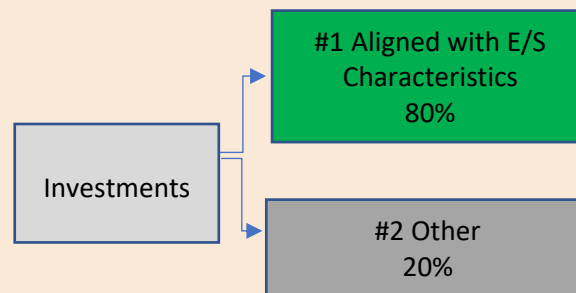 #1 Aligned with E/S
Characteristics
80%
Investments
#2 Other
20%